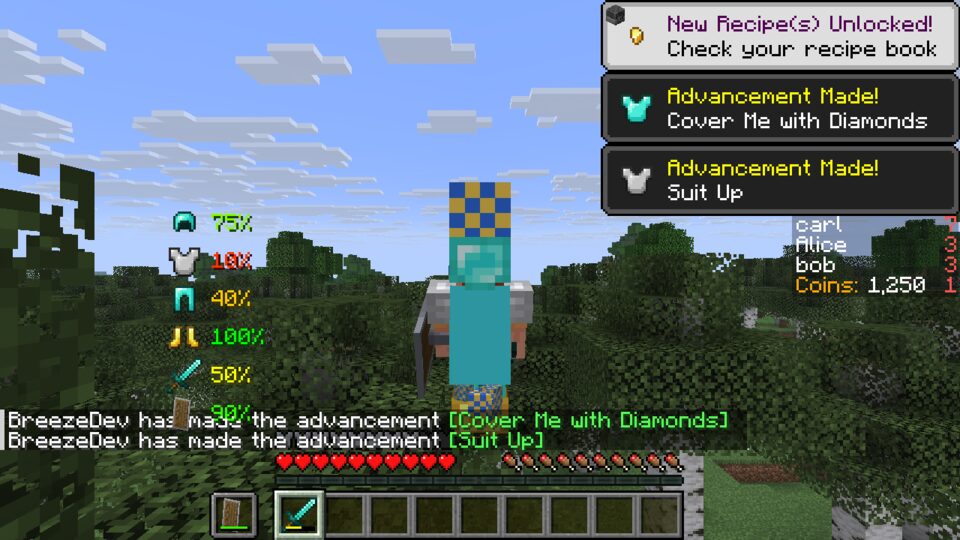 New Recipe(s) Unlocked!
Check your recipe book
Advancement Made!
Cover Me with Diamonds
Advancement Made!
Suit Up
carl 7
Alice 3
bob 3
Coins: 1,250 1
75%
10%
40%
100%
50%
90%
BreezeDev has made the advancement [Cover Me with Diamonds]
BreezeDev has made the advancement [Suit Up]